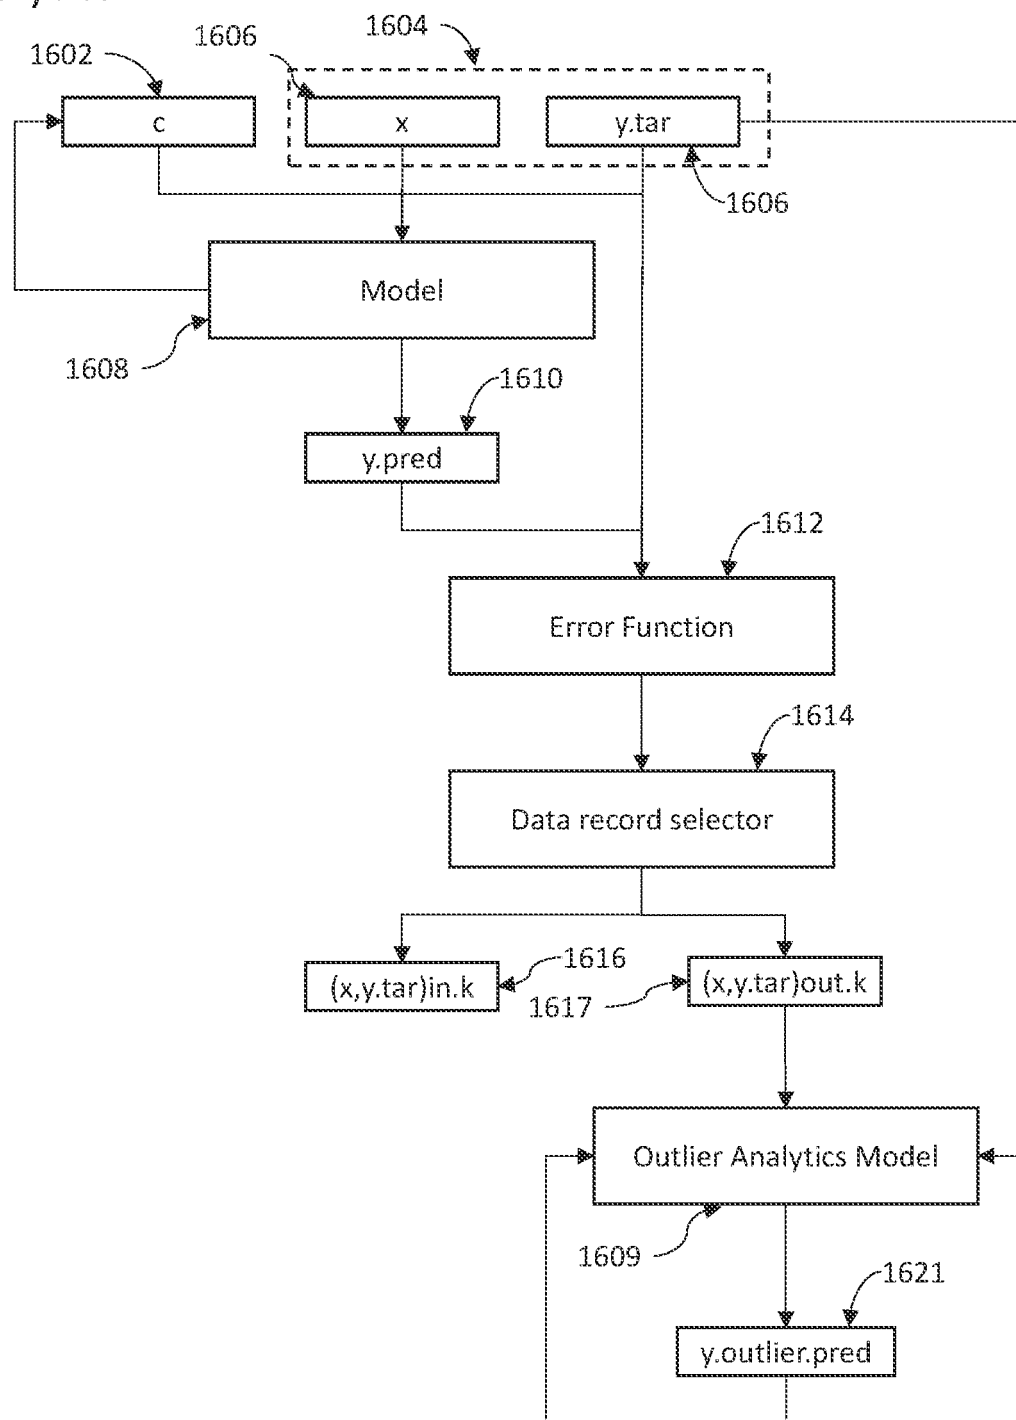 1604
1606
1602
c
x
y.tar
1606
Model
1608
1610
y.pred
1612
Error Function
1614
Data record selector
1616
(x,y.tar)in.k
(x,y.tar)out.k
1617
Outlier Analytics Model
1609
1621
y.outlier.pred